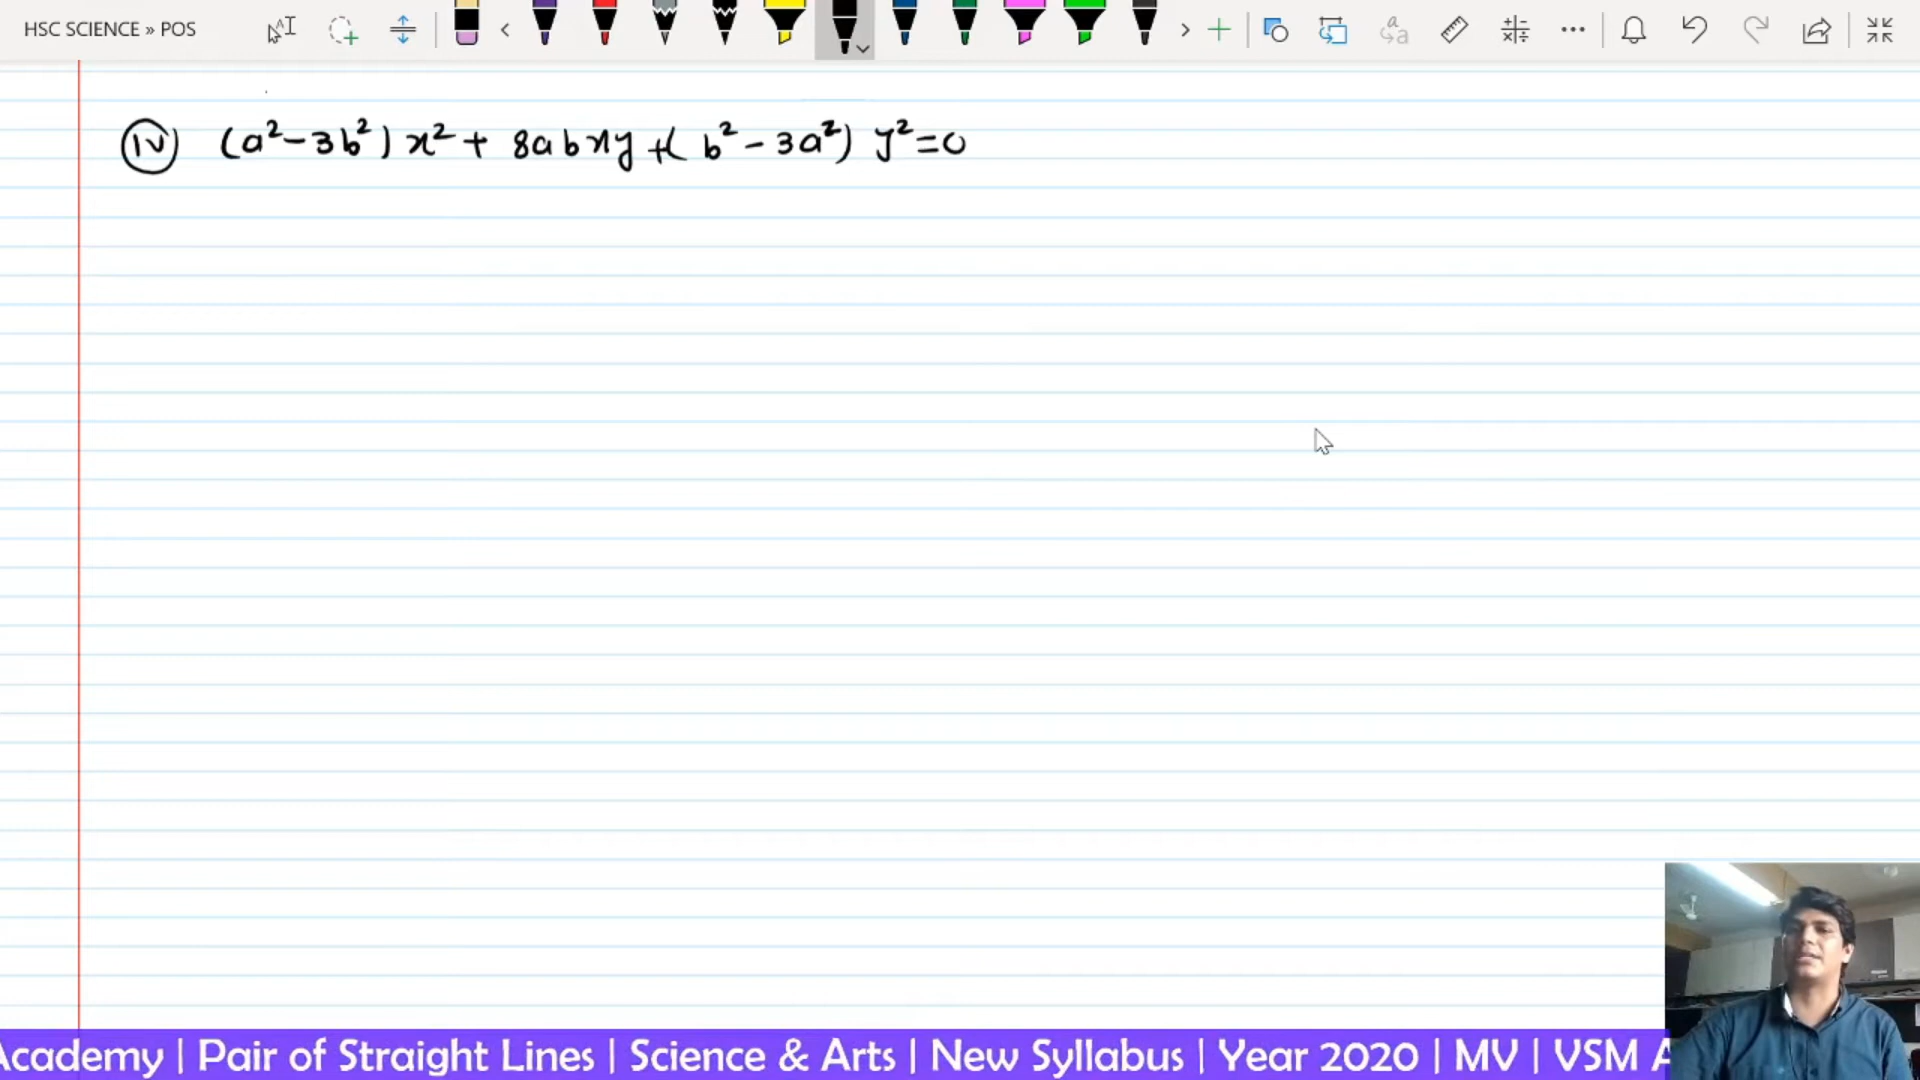 HSC SCIENCE » POS
(iv) (a²-3b²) x² + 8abxy +( b² - 3a²) y² = 0
Academy | Pair of Straight Lines | Science & Arts | New Syllabus | Year 2020 | MV | VSM A